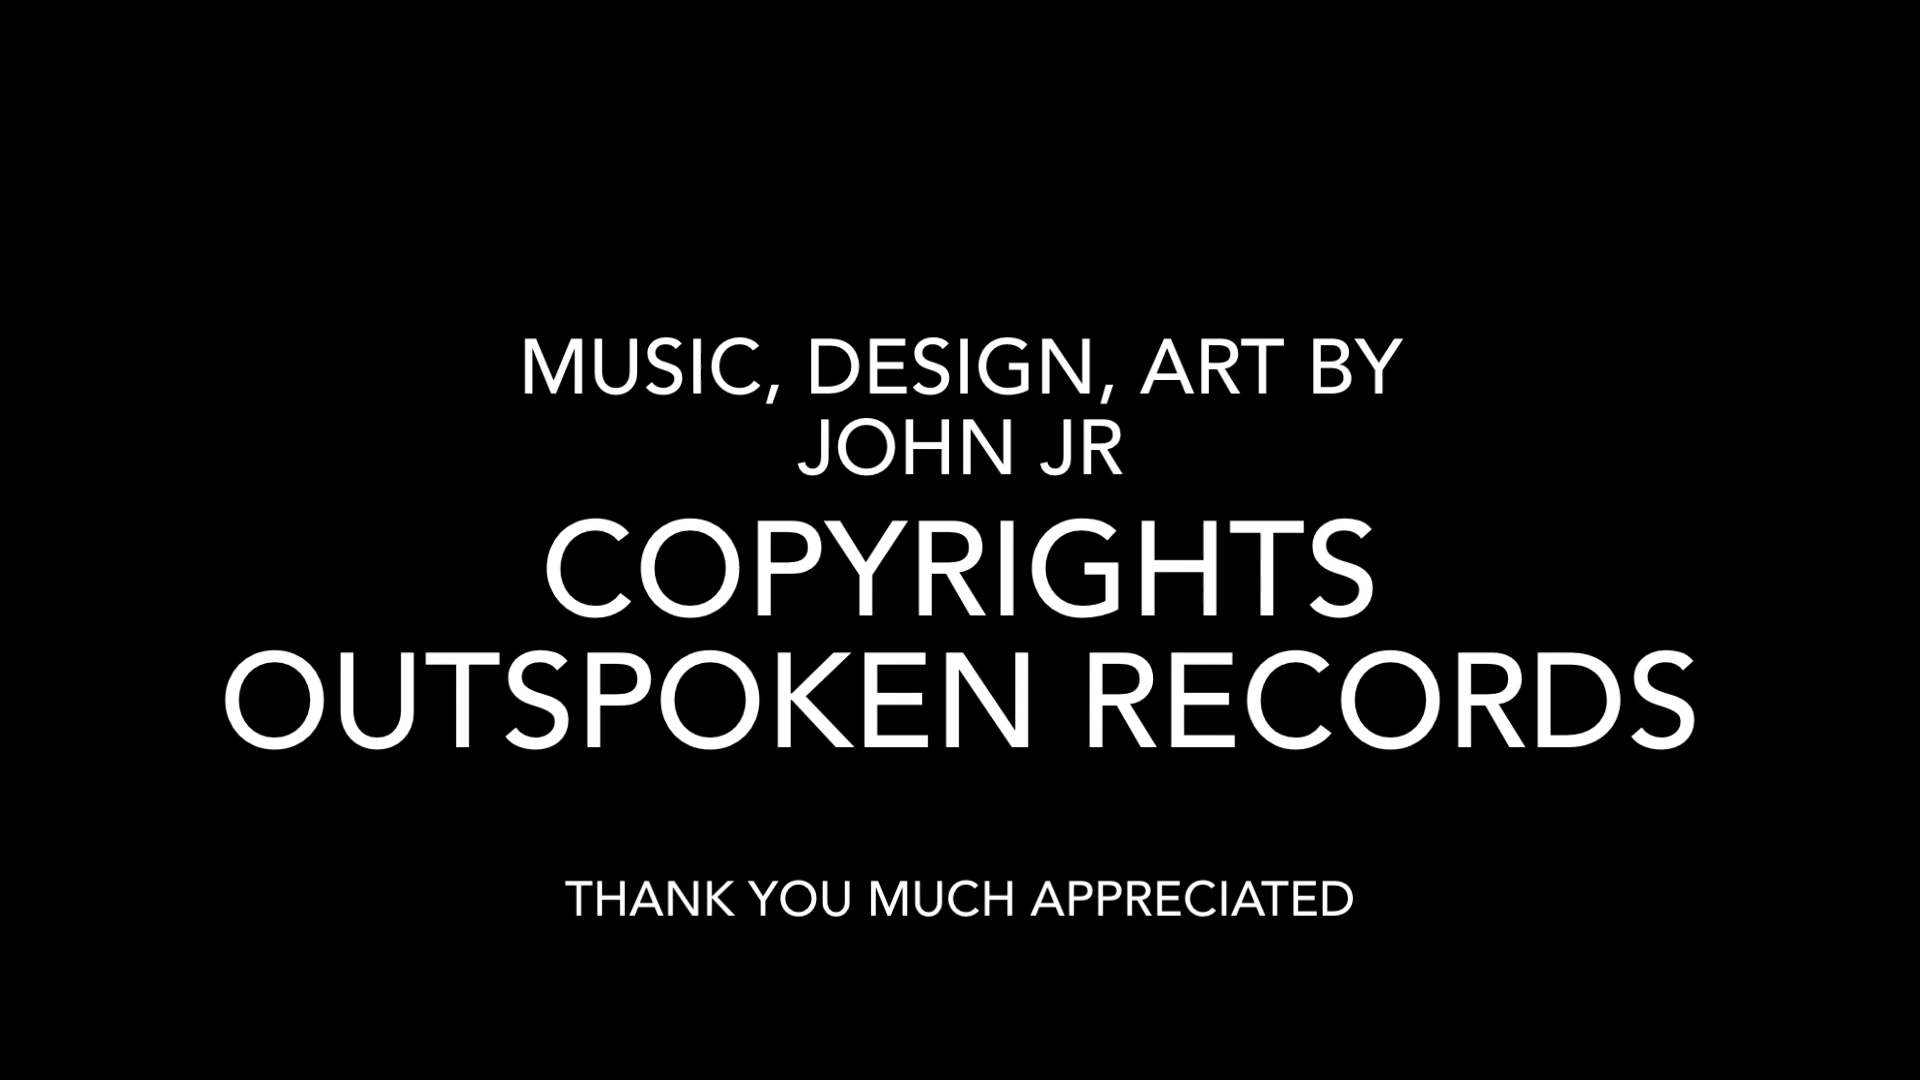 MUSIC, DESIGN, ART BY
JOHN JR
COPYRIGHTS
OUTSPOKEN RECORDS
THANK YOU MUCH APPRECIATED